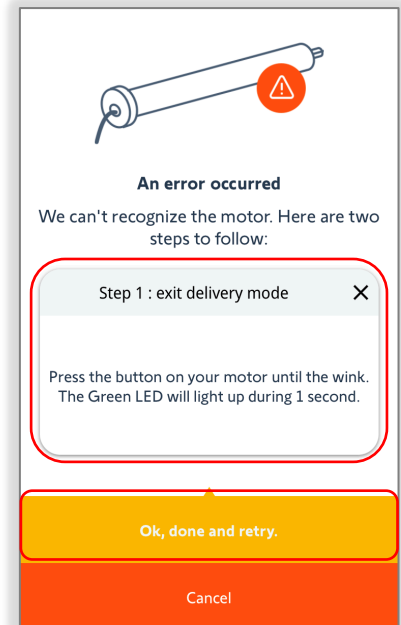 An error occurred
We can't recognize the motor. Here are two
steps to follow:
Step 1 : exit delivery mode
Press the button on your motor until the wink.
The Green LED will light up during 1 second.
Ok, done and retry.
Cancel